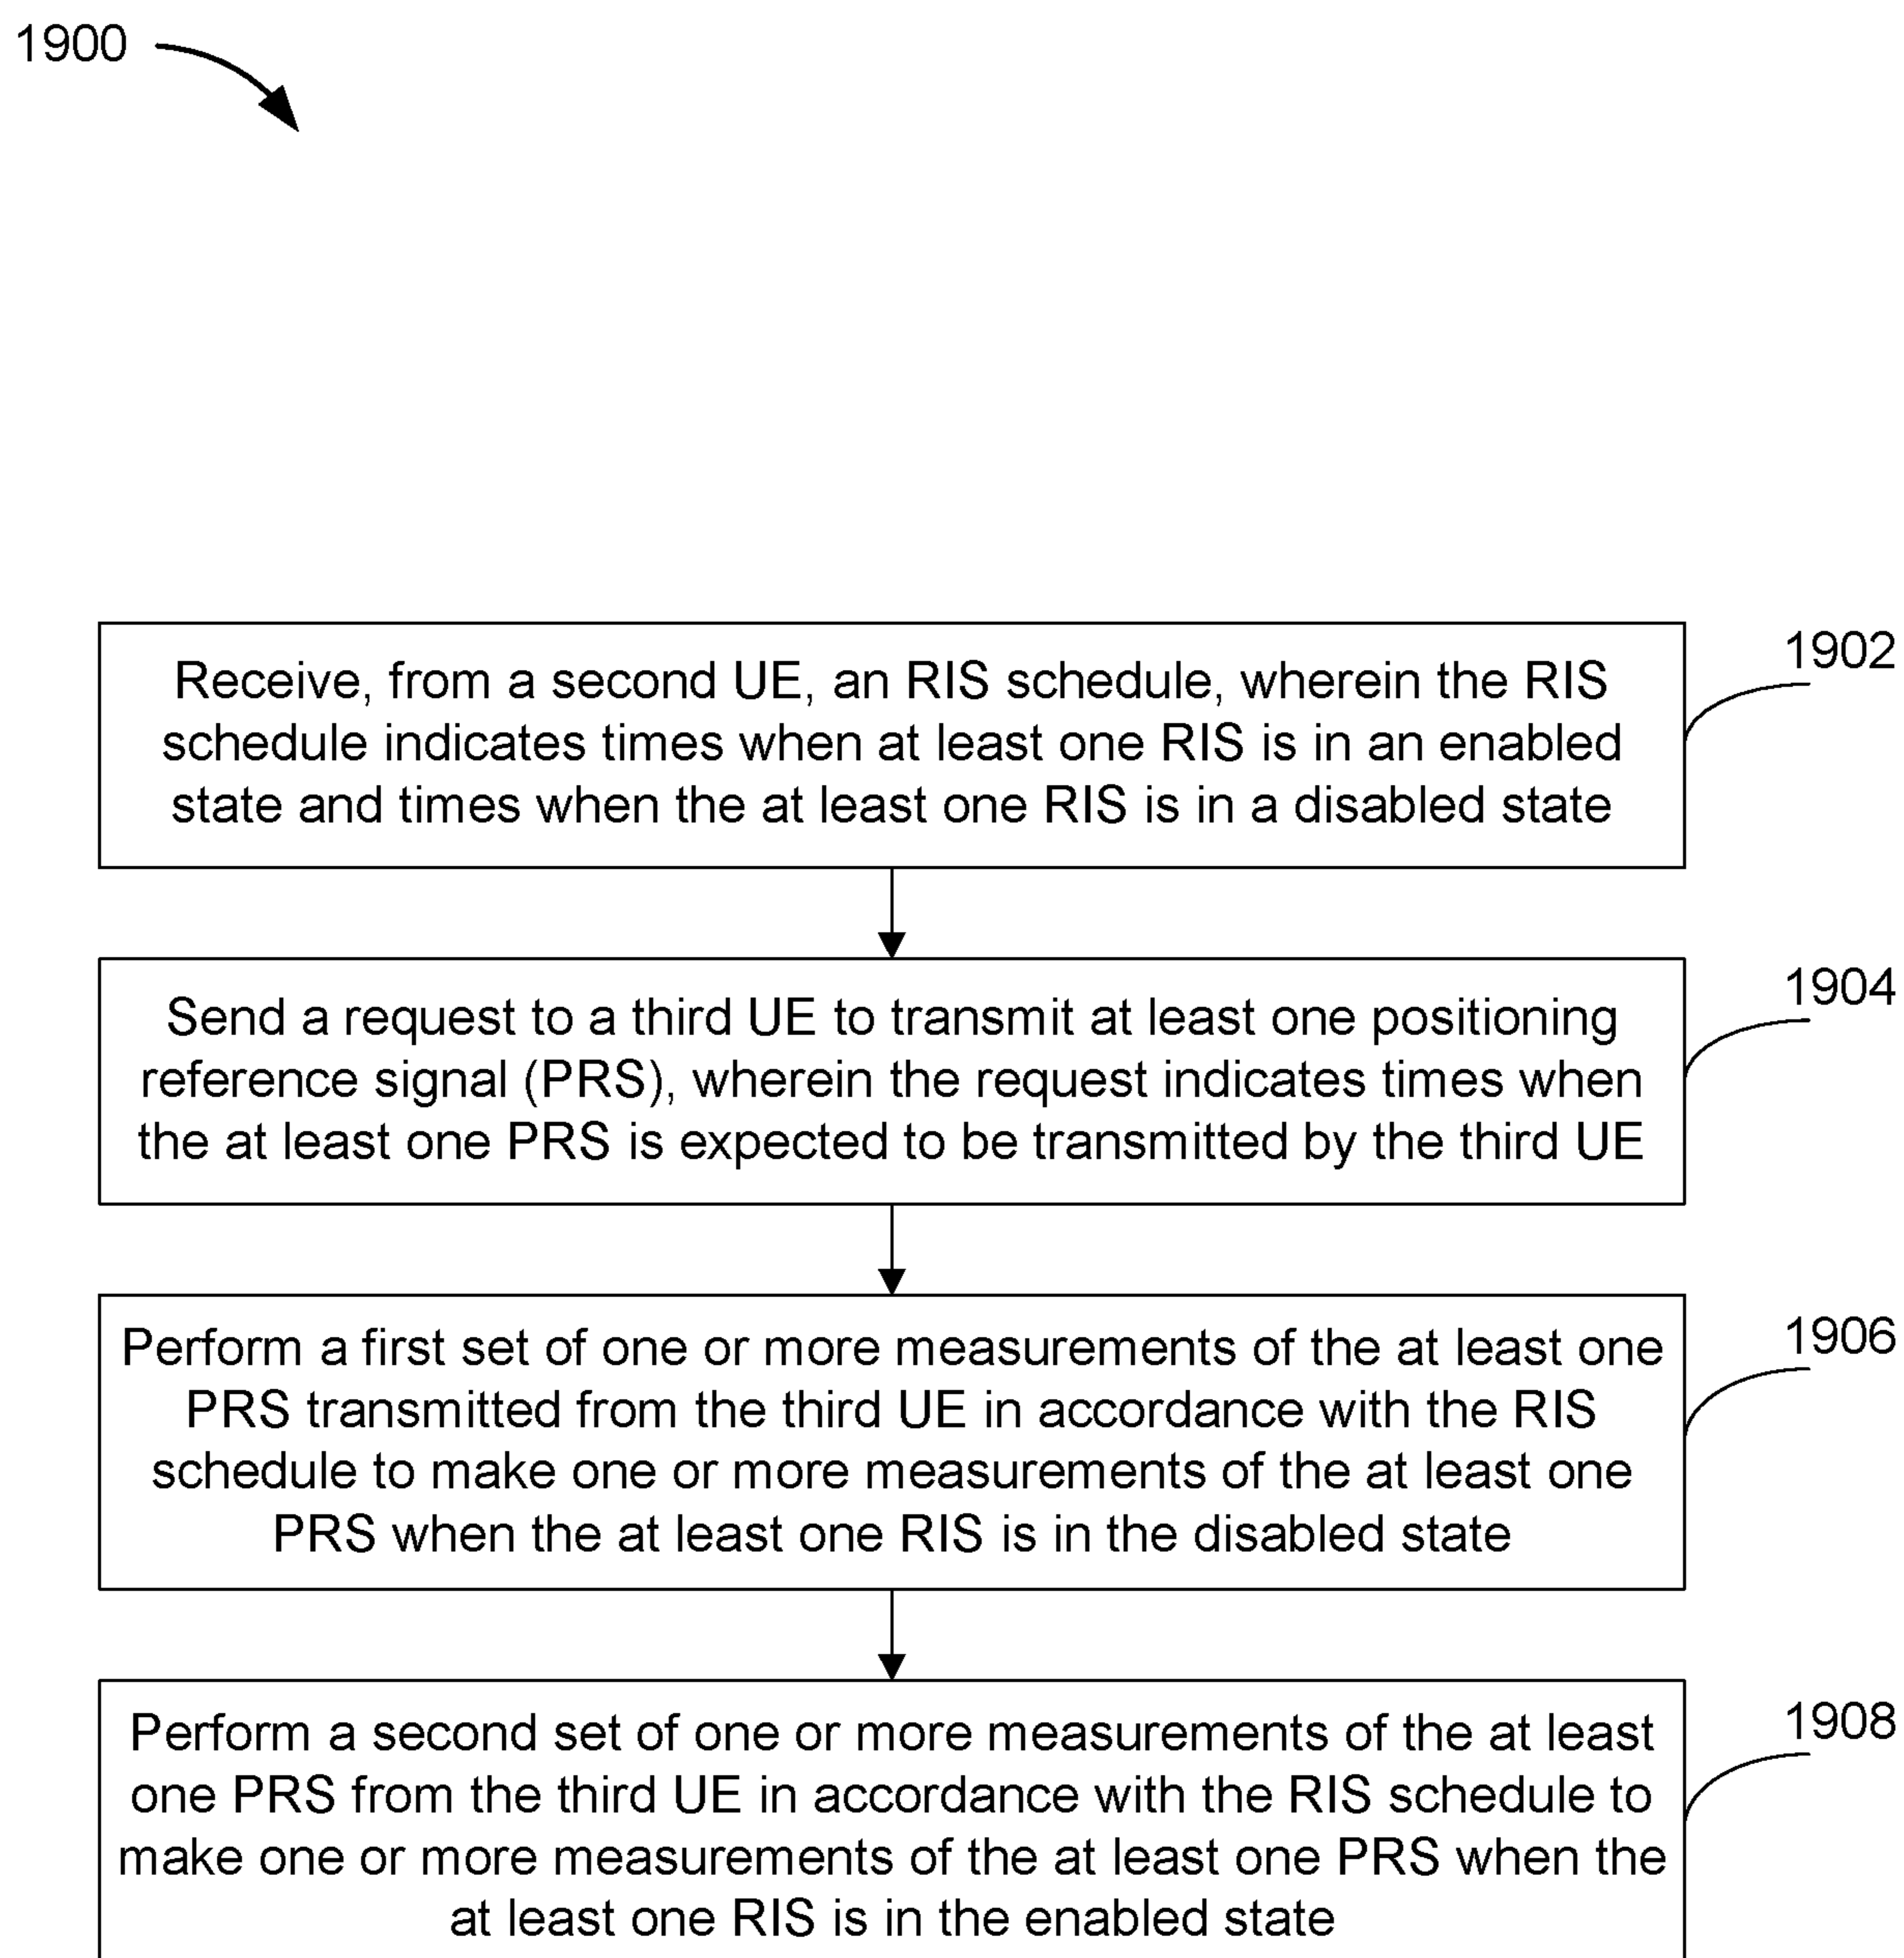 1900
Receive, from a second UE, an RIS schedule, wherein the RIS
schedule indicates times when at least one RIS is in an enabled
state and times when the at least one RIS is in a disabled state
1902
Send a request to a third UE to transmit at least one positioning
reference signal (PRS), wherein the request indicates times when
the at least one PRS is expected to be transmitted by the third UE
1904
Perform a first set of one or more measurements of the at least one
PRS transmitted from the third UE in accordance with the RIS
schedule to make one or more measurements of the at least one
PRS when the at least one RIS is in the disabled state
1906
Perform a second set of one or more measurements of the at least
one PRS from the third UE in accordance with the RIS schedule to
make one or more measurements of the at least one PRS when the
at least one RIS is in the enabled state
1908